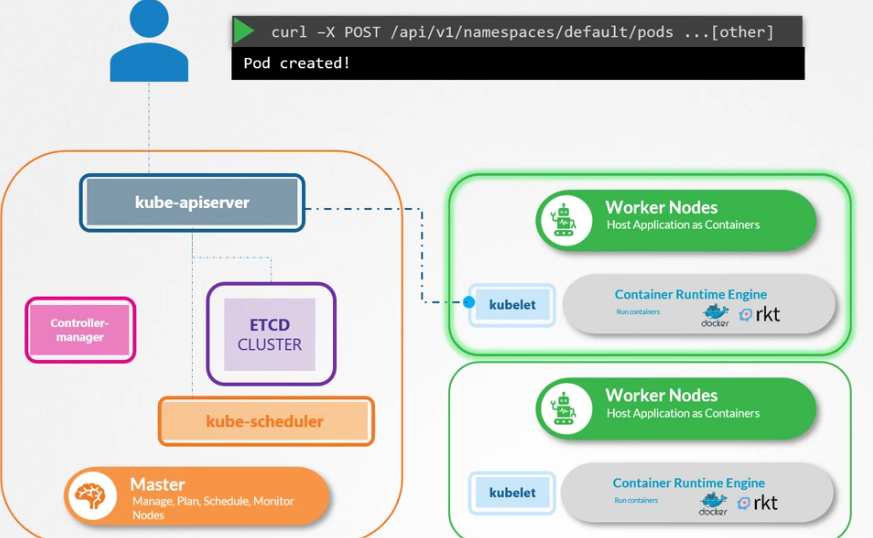 curl –X POST /api/v1/namespaces/default/pods ...[other]
Pod created!
kube-apiserver
Controller-
manager
ETCD
CLUSTER
kube-scheduler
Master
Manage, Plan, Schedule, Monitor
Nodes
Worker Nodes
Host Application as Containers
kubelet
Container Runtime Engine
Run containers
docker
rkt
Worker Nodes
Host Application as Containers
kubelet
Container Runtime Engine
Run containers
docker
rkt